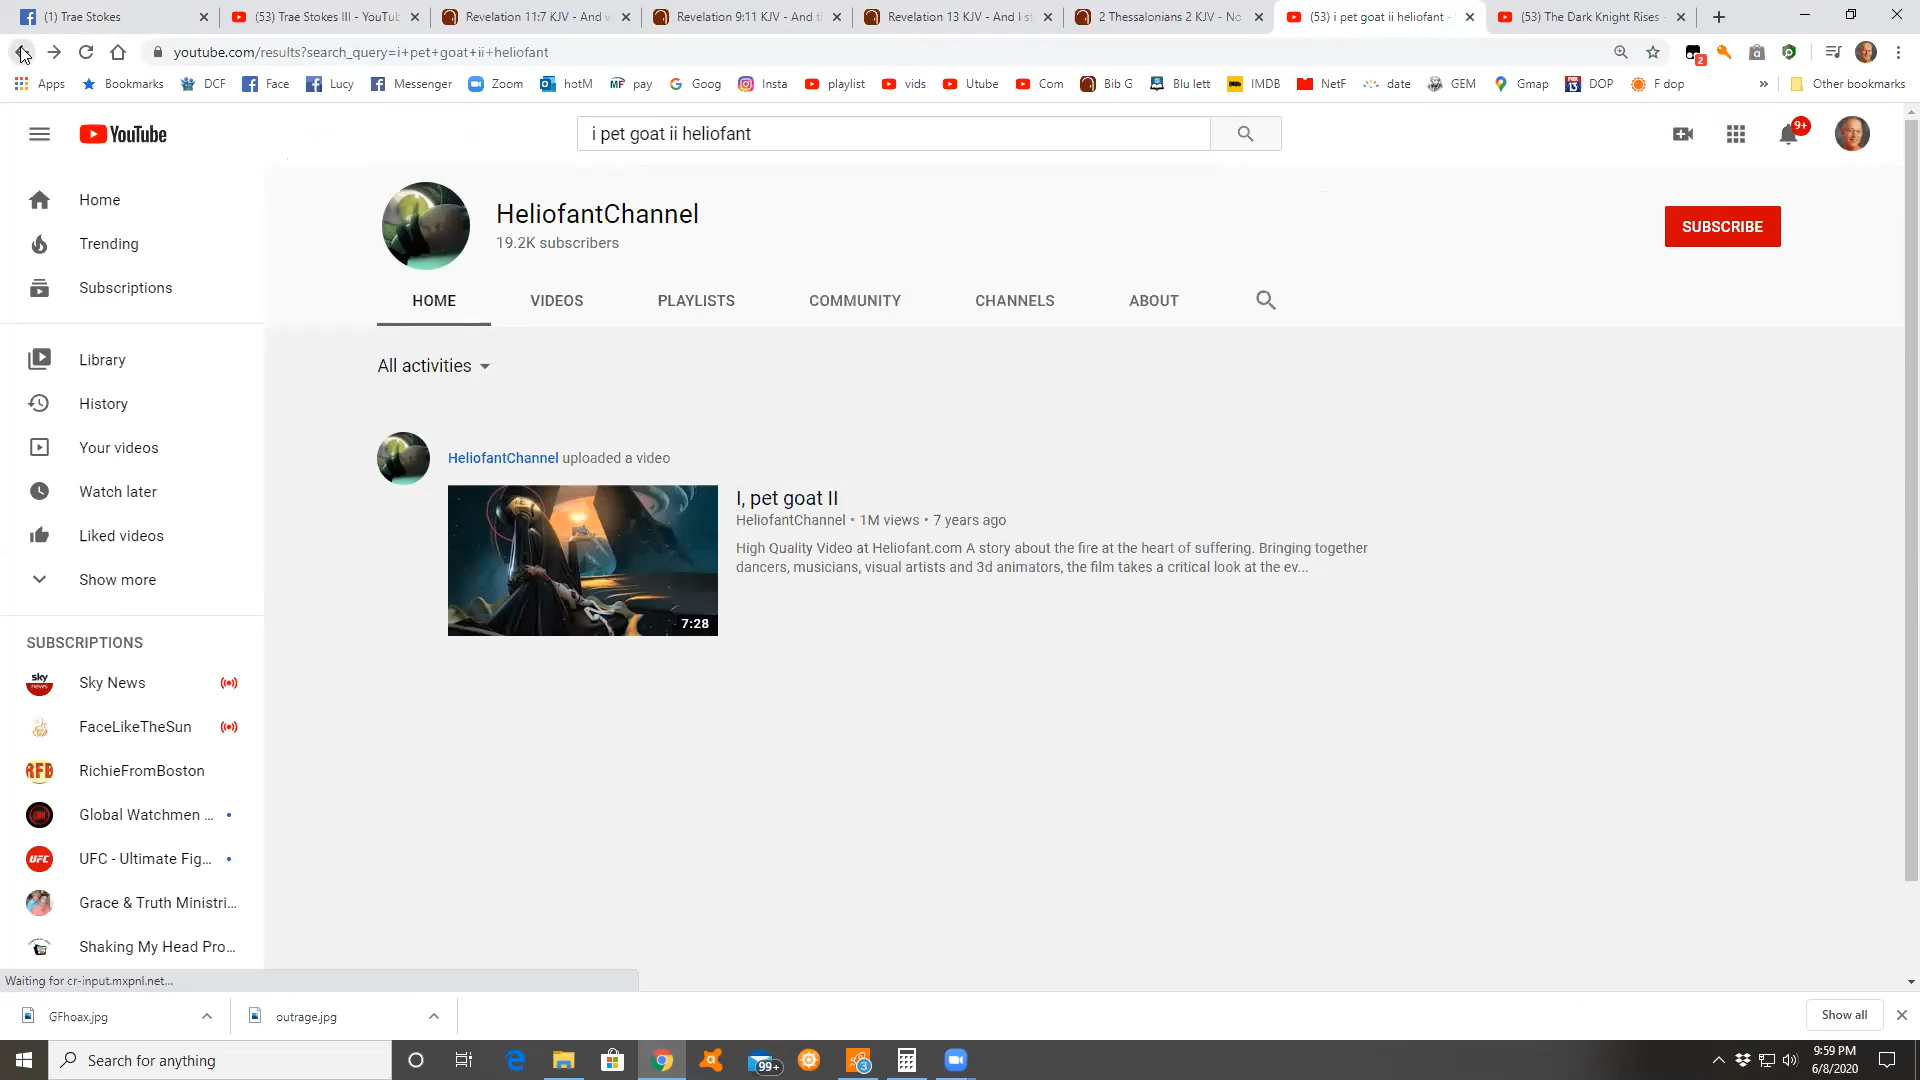 (1) Trae Stokes
(53) Trae Stokes III - YouTub
Revelation 11:7 KJV - And w
Revelation 9:11 KJV - And th
Revelation 13 KJV - And I st
2 Thessalonians 2 KJV - No
(53) i pet goat ii heliofant -
(53) The Dark Knight Rises -
youtube.com/results?search_query=i+pet+goat+ii+heliofant
2
Apps
Bookmarks
DCF
Face
Lucy
Messenger
Zoom
hotM
pay
Goog
Insta
playlist
vids
Utube
Com
Bib G
Blu lett
IMDB
NetF
date
GEM
Gmap
DOP
F dop
»
Other bookmarks
YouTube
i pet goat ii heliofant
9+
Home
Trending
Subscriptions
Library
History
Your videos
Watch later
Liked videos
Show more
SUBSCRIPTIONS
Sky News
FaceLikeTheSun
RichieFromBoston
Global Watchmen ...
UFC - Ultimate Fig...
Grace & Truth Ministri...
Shaking My Head Pro...
HeliofantChannel
19.2K subscribers
SUBSCRIBE
HOME
VIDEOS
PLAYLISTS
COMMUNITY
CHANNELS
ABOUT
All activities
HeliofantChannel uploaded a video
7:28
I, pet goat II
HeliofantChannel • 1M views • 7 years ago
High Quality Video at Heliofant.com A story about the fire at the heart of suffering. Bringing together
dancers, musicians, visual artists and 3d animators, the film takes a critical look at the ev...
Waiting for cr-input.mxpnl.net...
GFhoax.jpg
outrage.jpg
Show all
Search for anything
99+
3
9:59 PM
6/8/2020